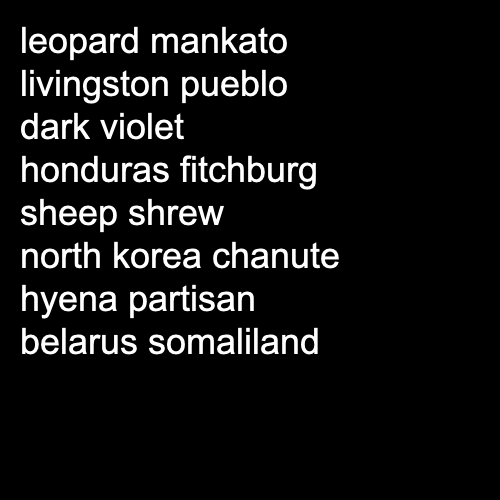 leopard mankato
livingston pueblo
dark violet
honduras fitchburg
sheep shrew
north korea chanute
hyena partisan
belarus somaliland